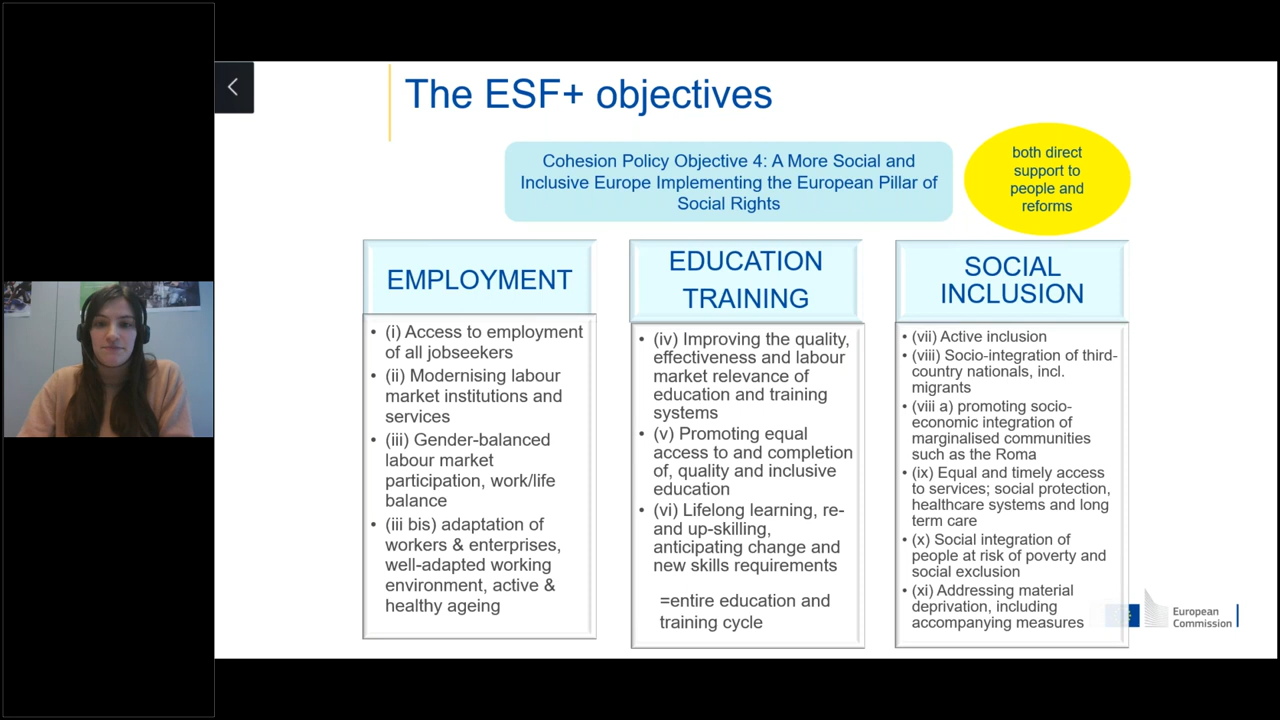 The ESF+ objectives
Cohesion Policy Objective 4: A More Social and
Inclusive Europe Implementing the European Pillar of
Social Rights
both direct
support to
people and
reforms
EMPLOYMENT
• (i) Access to employment
of all jobseekers
• (ii) Modernising labour
market institutions and
services
• (iii) Gender-balanced
labour market
participation, work/life
balance
• (iii bis) adaptation of
workers & enterprises,
well-adapted working
environment, active &
healthy ageing
EDUCATION
TRAINING
• (iv) Improving the quality,
effectiveness and labour
market relevance of
education and training
systems
• (v) Promoting equal
access to and completion
of, quality and inclusive
education
• (vi) Lifelong learning, re-
and up-skilling,
anticipating change and
new skills requirements
=entire education and
training cycle
SOCIAL
INCLUSION
• (vii) Active inclusion
• (viii) Socio-integration of third-
country nationals, incl.
migrants
• (viii a) promoting socio-
economic integration of
marginalised communities
such as the Roma
• (ix) Equal and timely access
to services; social protection,
healthcare systems and long
term care
• (x) Social integration of
people at risk of poverty and
social exclusion
• (xi) Addressing material
deprivation, including
accompanying measures
European
Commission